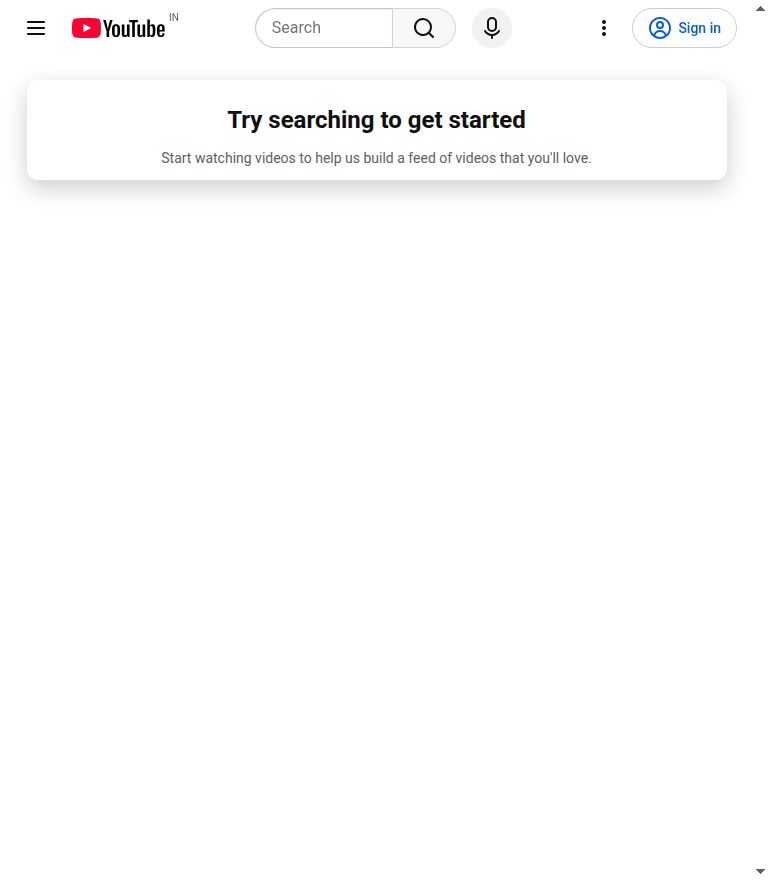 YouTube IN
Search
Sign in
Try searching to get started
Start watching videos to help us build a feed of videos that you'll love.